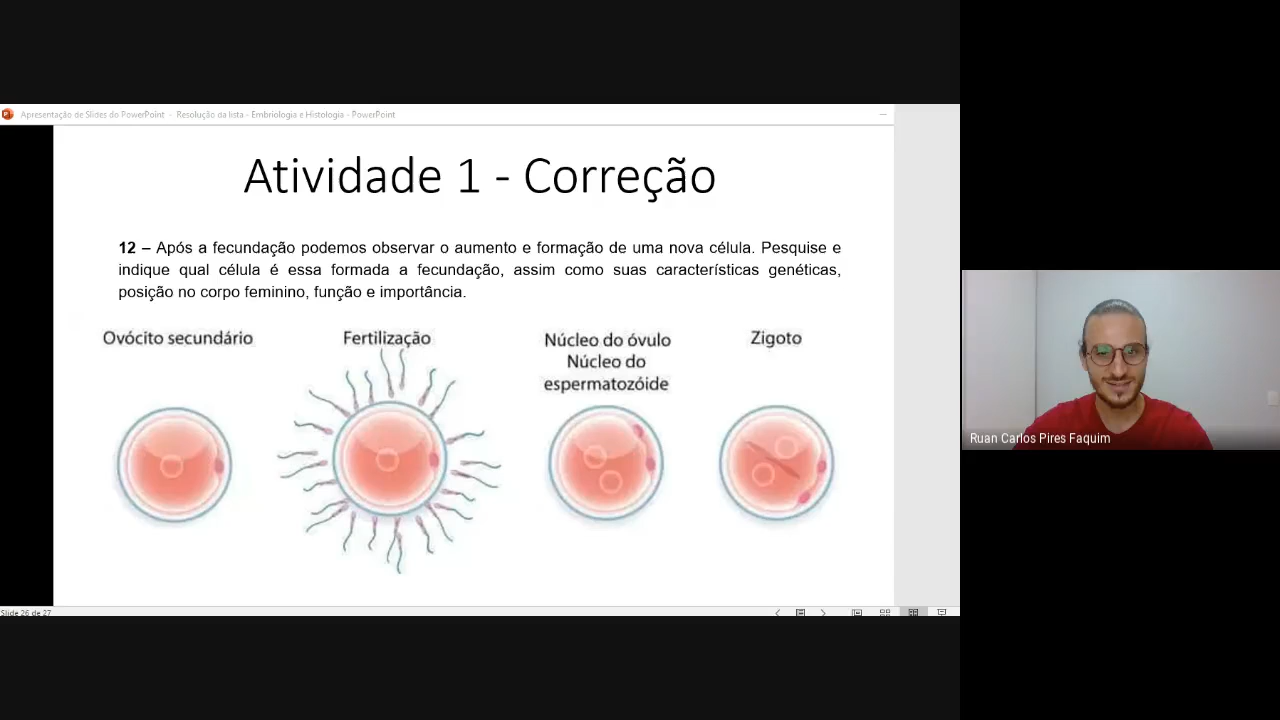 Apresentação de Slides do PowerPoint - Resolução da lista - Embriologia e Histologia - PowerPoint
Atividade 1 - Correção
12 – Após a fecundação podemos observar o aumento e formação de uma nova célula. Pesquise e
indique qual célula é essa formada a fecundação, assim como suas características genéticas,
posição no corpo feminino, função e importância.
Ovócito secundário
Fertilização
Núcleo do óvulo
Núcleo do
espermatozóide
Zigoto
Ruan Carlos Pires Faquim
Slide 26 de 27